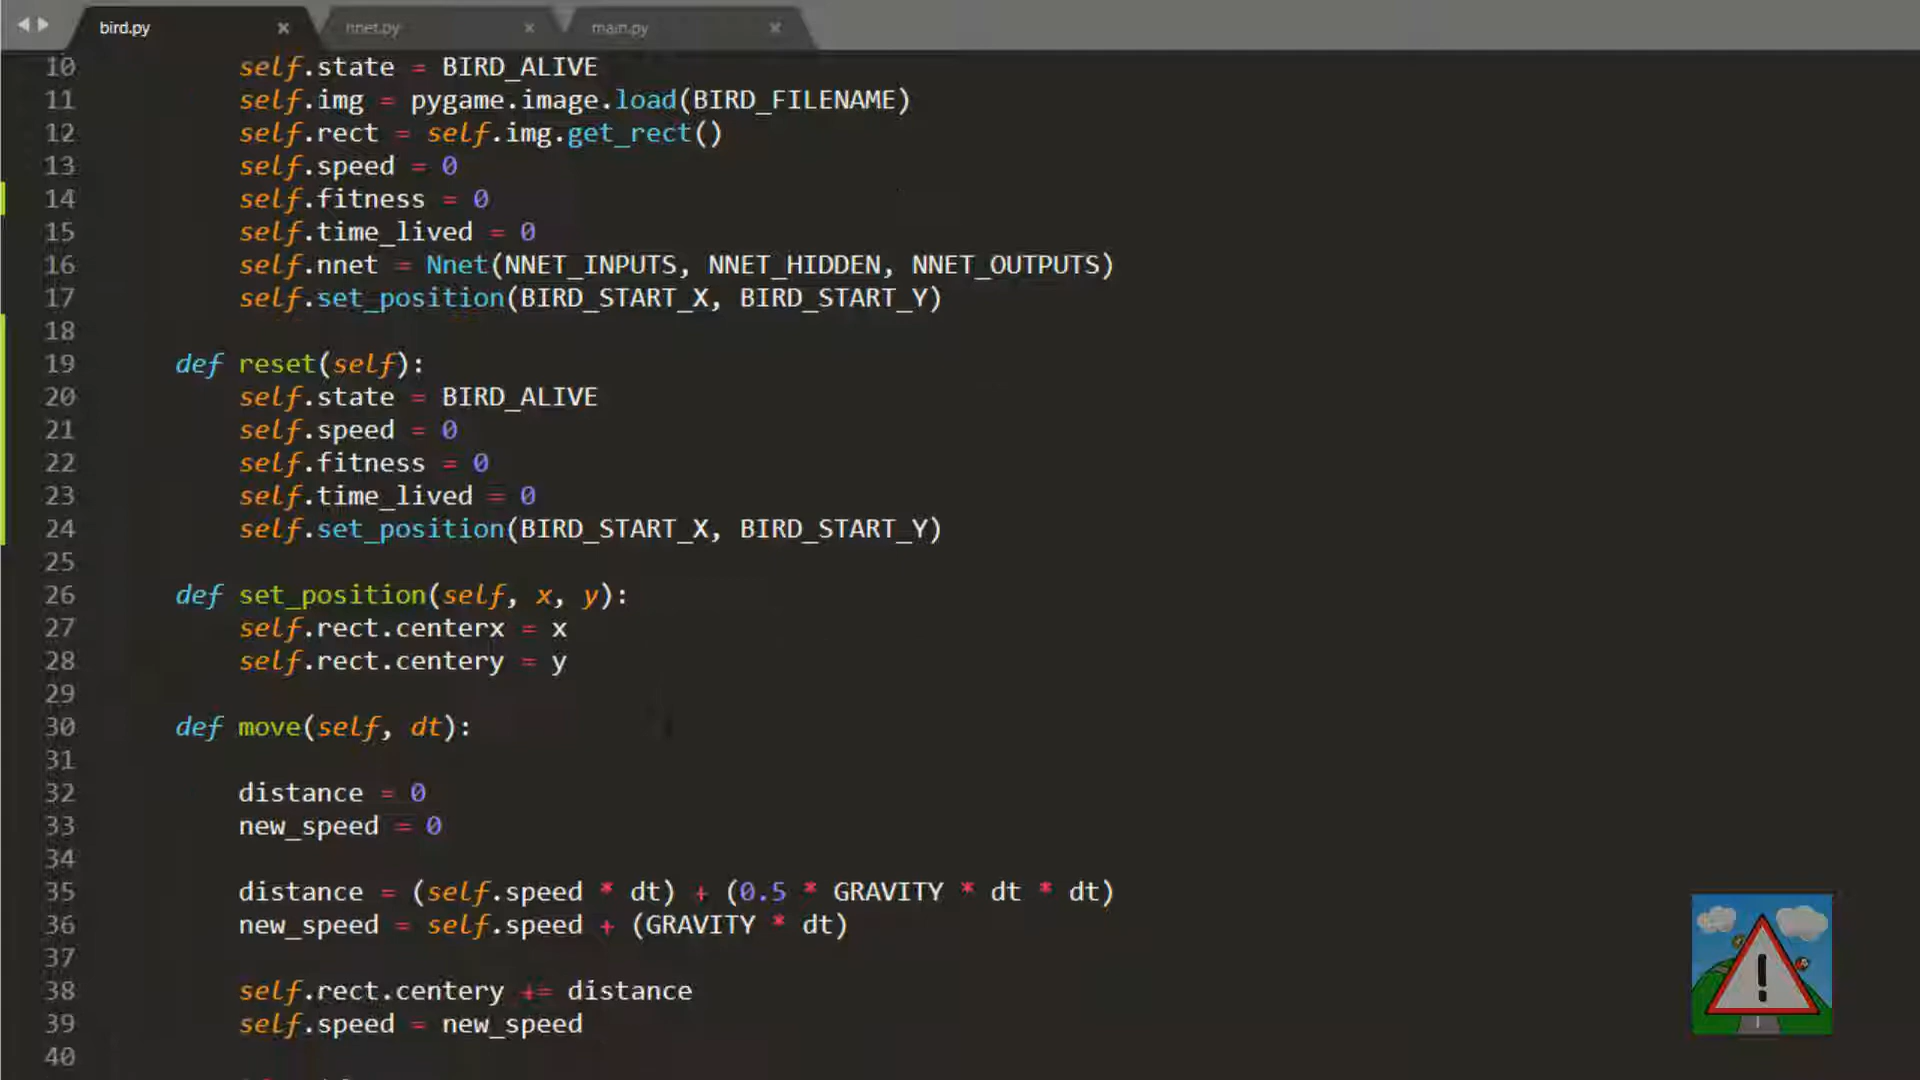 bird.py × nnet.py × main.py ×
10 self.state = BIRD_ALIVE
11 self.img = pygame.image.load(BIRD_FILENAME)
12 self.rect = self.img.get_rect()
13 self.speed = 0
14 self.fitness = 0
15 self.time_lived = 0
16 self.nnet = Nnet(NNET_INPUTS, NNET_HIDDEN, NNET_OUTPUTS)
17 self.set_position(BIRD_START_X, BIRD_START_Y)
18
19 def reset(self):
20 self.state = BIRD_ALIVE
21 self.speed = 0
22 self.fitness = 0
23 self.time_lived = 0
24 self.set_position(BIRD_START_X, BIRD_START_Y)
25
26 def set_position(self, x, y):
27 self.rect.centerx = x
28 self.rect.centery = y
29
30 def move(self, dt):
31
32 distance = 0
33 new_speed = 0
34
35 distance = (self.speed * dt) + (0.5 * GRAVITY * dt * dt)
36 new_speed = self.speed + (GRAVITY * dt)
37
38 self.rect.centery += distance
39 self.speed = new_speed
40
!